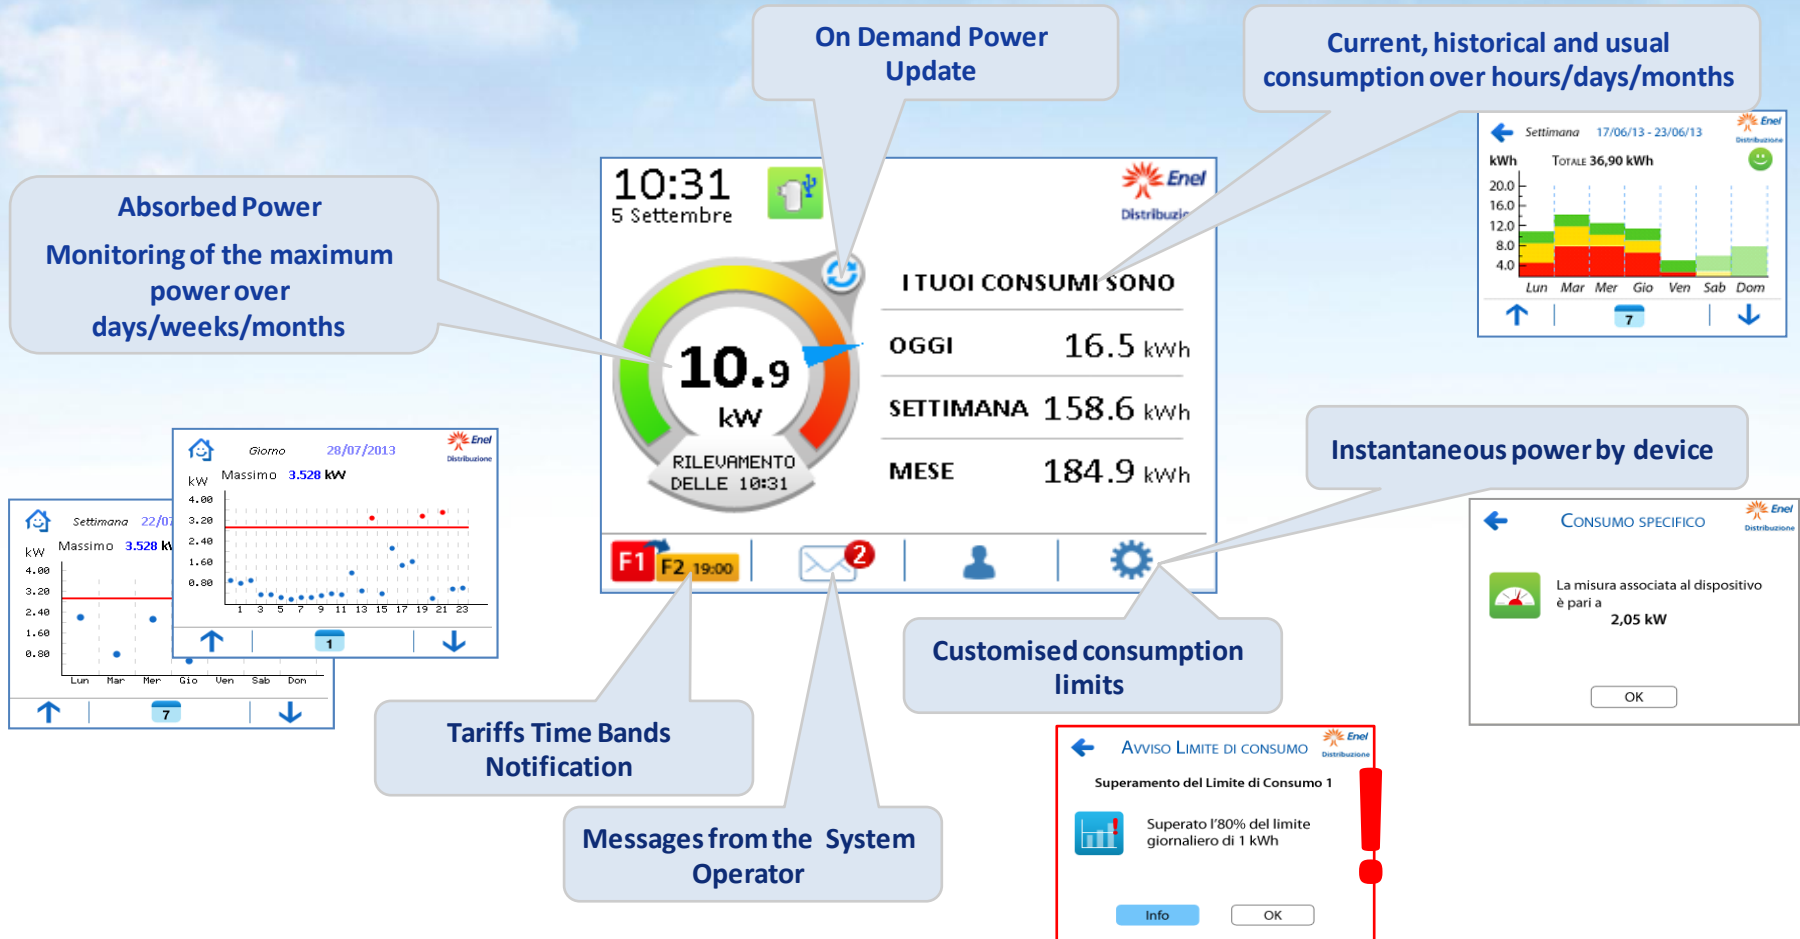 On Demand Power
Update
Current, historical and usual
consumption over hours/days/months
Absorbed Power
Monitoring of the maximum
power over
days/weeks/months
10:31
5 Settembre
Enel
10.9
kW
RILEVAMENTO
DELLE 10:31
I TUOI CONSUMI SONO
OGGI 16.5 kWh
SETTIMANA 158.6 kWh
MESE 184.9 kWh
F1 F2 19:00
2
Settimana 17/06/13 - 23/06/13
Enel
Distribuzione
kWh TOTALE 36,90 kWh
20.0
16.0
12.0
8.0
4.0
Lun Mar Mer Gio Ven Sab Dom
7
Instantaneous power by device
CONSUMO SPECIFICO
Enel
Distribuzione
La misura associata al dispositivo
è pari a
2,05 kW
OK
Giorno 28/07/2013
Enel
Distribuzione
kW Massimo 3.528 kW
4.00
3.20
2.40
1.60
0.80
1 3 5 7 9 11 13 15 17 19 21 23
1
Settimana
kW Massimo 3.528
4.00
3.20
2.40
1.60
0.80
Lun Mar Mer Gio Ven Sab Dom
7
Tariffs Time Bands
Notification
Messages from the System
Operator
Customised consumption
limits
AVVISO LIMITE DI CONSUMO
Enel
Distribuzione
Superamento del Limite di Consumo 1
Superato l'80% del limite
giornaliero di 1 kWh
!
Info OK